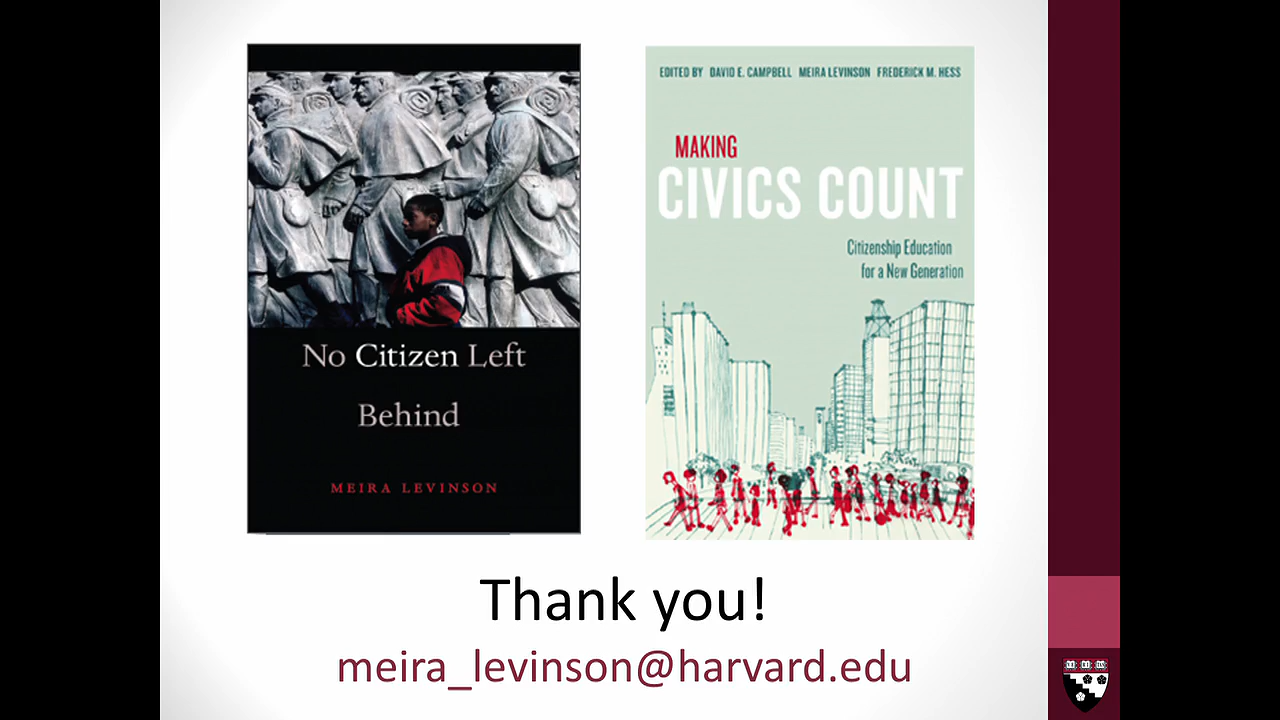 No Citizen Left
Behind
MEIRA LEVINSON
EDITED BY DAVID E. CAMPBELL MEIRA LEVINSON FREDERICK M. HESS
MAKING
CIVICS COUNT
Citizenship Education
for a New Generation
Thank you!
meira_levinson@harvard.edu